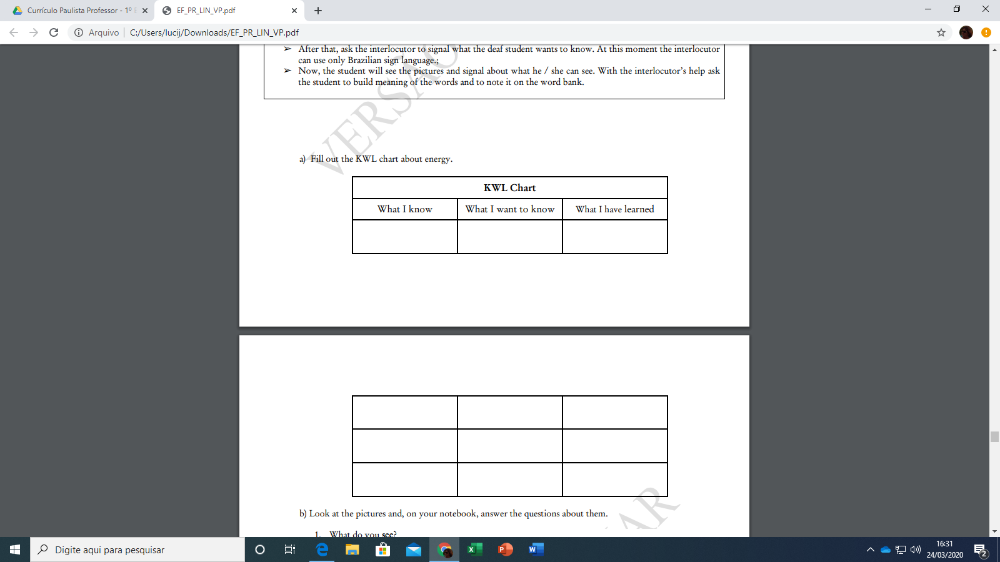 Currículo Paulista Professor - 1º E
EF_PR_LIN_VP.pdf
Arquivo C:/Users/lucij/Downloads/EF_PR_LIN_VP.pdf
➢ After that, ask the interlocutor to signal what the deaf student wants to know. At this moment the interlocutor
can use only Brazilian sign language.;
➢ Now, the student will see the pictures and signal about what he / she can see. With the interlocutor's help ask
the student to build meaning of the words and to note it on the word bank.
VERSÃO
a) Fill out the KWL chart about energy.
KWL Chart
What I know What I want to know What I have learned
b) Look at the pictures and, on your notebook, answer the questions about them.
AR
1. What do you see?
Digite aqui para pesquisar
16:31
24/03/2020
2